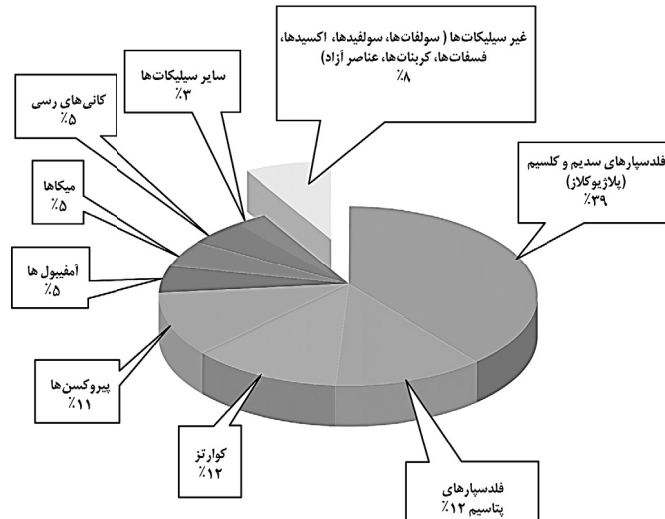 غیر سیلیکات‌ها ( سولفات‌ها، سولفیدها، اکسیدها،
فسفات‌ها، کربنات‌ها، عناصر آزاد)
٪۸
سایر سیلیکات‌ها
٪۳
کانی‌های رسی
٪۵
میکاها
٪۵
آمفیبول ها
٪۵
پیروکسن‌ها
٪۱۱
کوارتز
٪۱۲
فلدسپارهای
پتاسیم ۱۲٪
فلدسپارهای سدیم و کلسیم
(پلاژیوکلاز)
٪۳۹